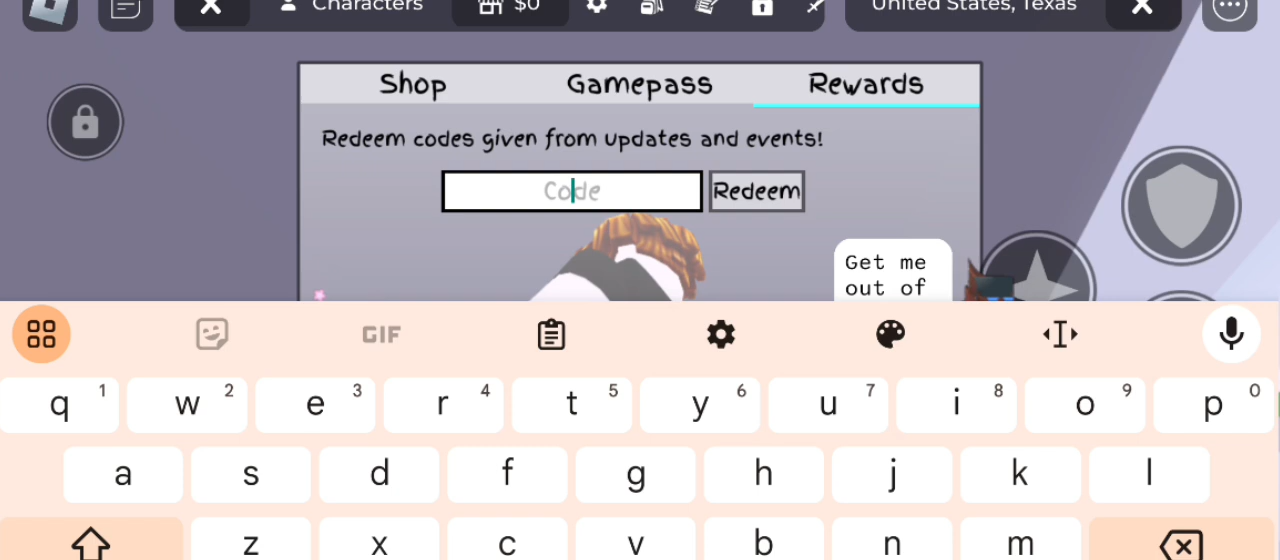 Characters
$0
United States, Texas
Shop
Gamepass
Rewards
Redeem codes given from updates and events!
Code
Redeem
Get me
out of
GIF
q 1 w 2 e 3 r 4 t 5 y 6 u 7 i 8 o 9 p 0
a s d f g h j k l
z x c v b n m